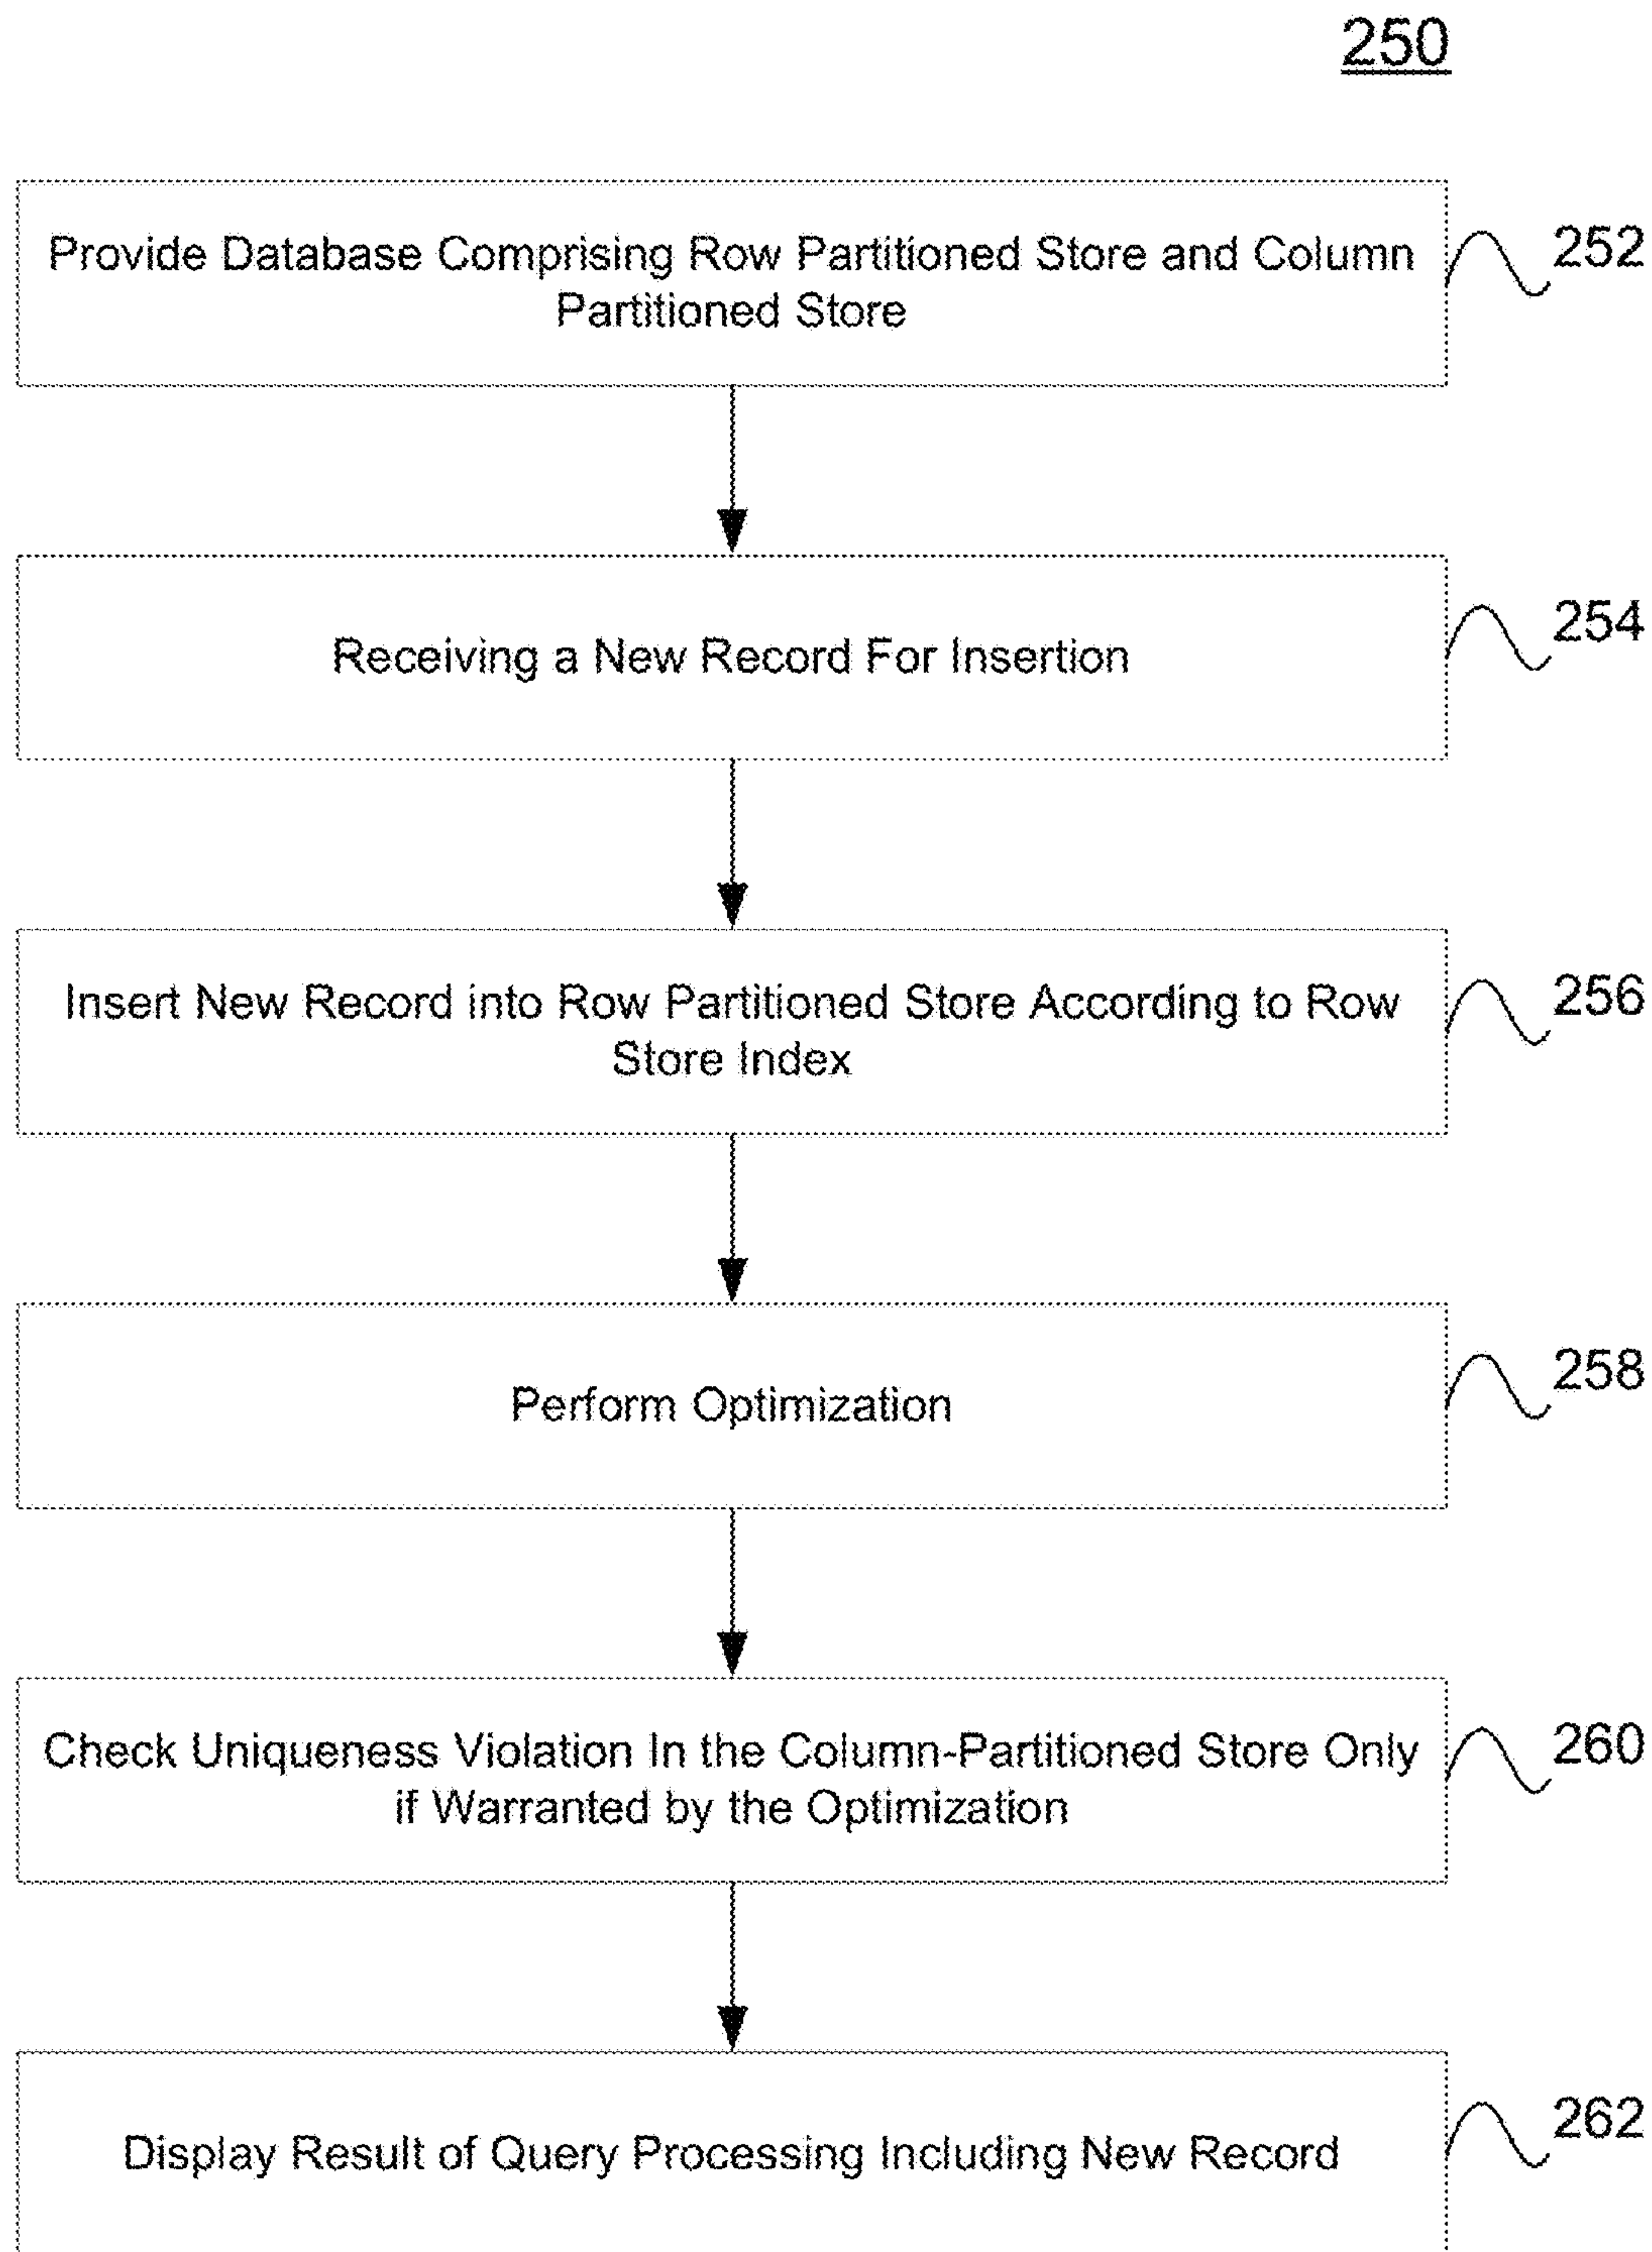 250
Provide Database Comprising Row Partitioned Store and Column
Partitioned Store
252
Receiving a New Record For Insertion
254
Insert New Record into Row Partitioned Store According to Row
Store Index
256
Perform Optimization
258
Check Uniqueness Violation In the Column-Partitioned Store Only
if Warranted by the Optimization
260
Display Result of Query Processing Including New Record
262